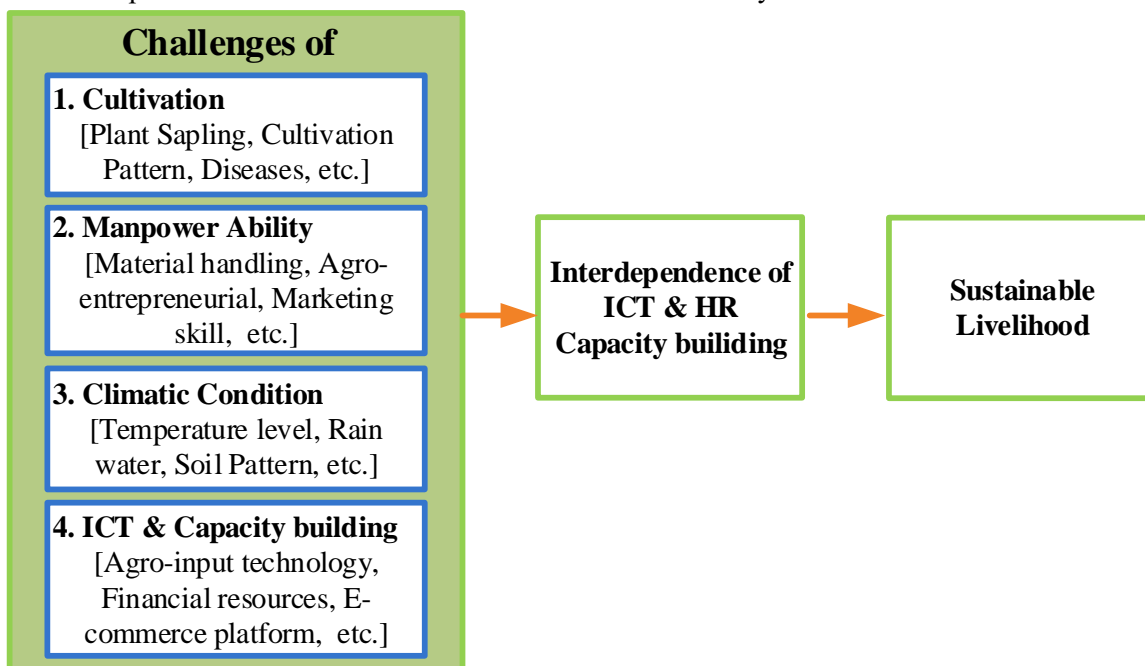 Challenges of
1. Cultivation
[Plant Sapling, Cultivation
Pattern, Diseases, etc.]
2. Manpower Ability
[Material handling, Agro-
entrepreneurial, Marketing
skill, etc.]
3. Climatic Condition
[Temperature level, Rain
water, Soil Pattern, etc.]
4. ICT & Capacity building
[Agro-input technology,
Financial resources, E-
commerce platform, etc.]
Interdependence of
ICT & HR
Capacity builiding
Sustainable
Livelihood